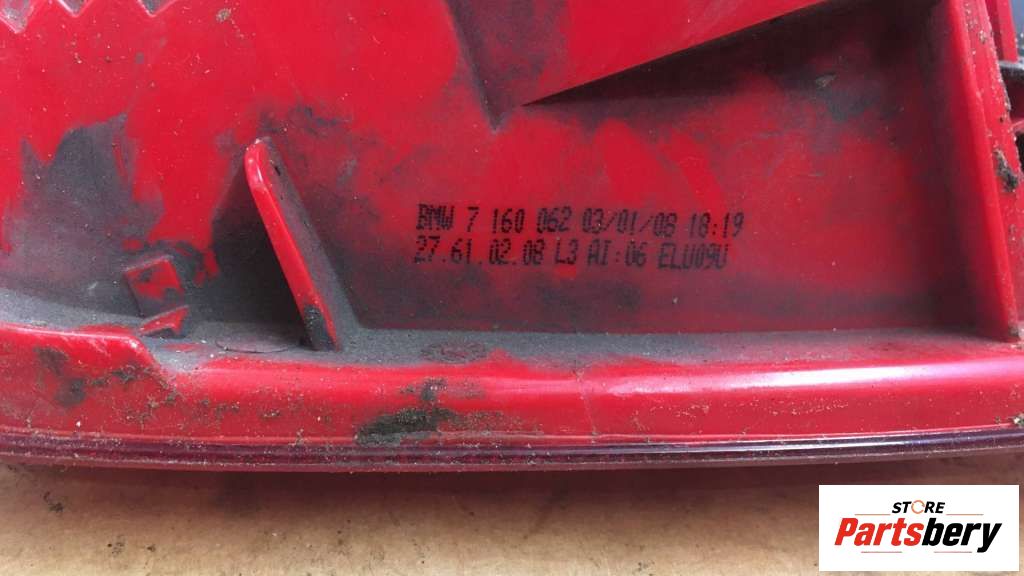 BMW 7 160 062 03/01/08 18:19
27.61.02.08 L3 AI:06 ELU09U
STORE
Partsbery